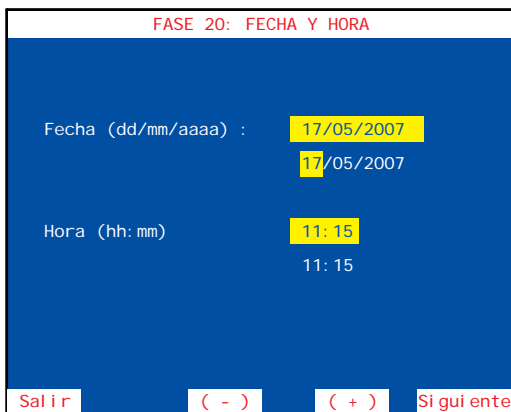 FASE 20: FECHA Y HORA
Fecha (dd/mm/aaaa) : 17/05/2007
17/05/2007
Hora (hh:mm) 11:15
11:15
Salir ( - ) ( + ) Siguiente